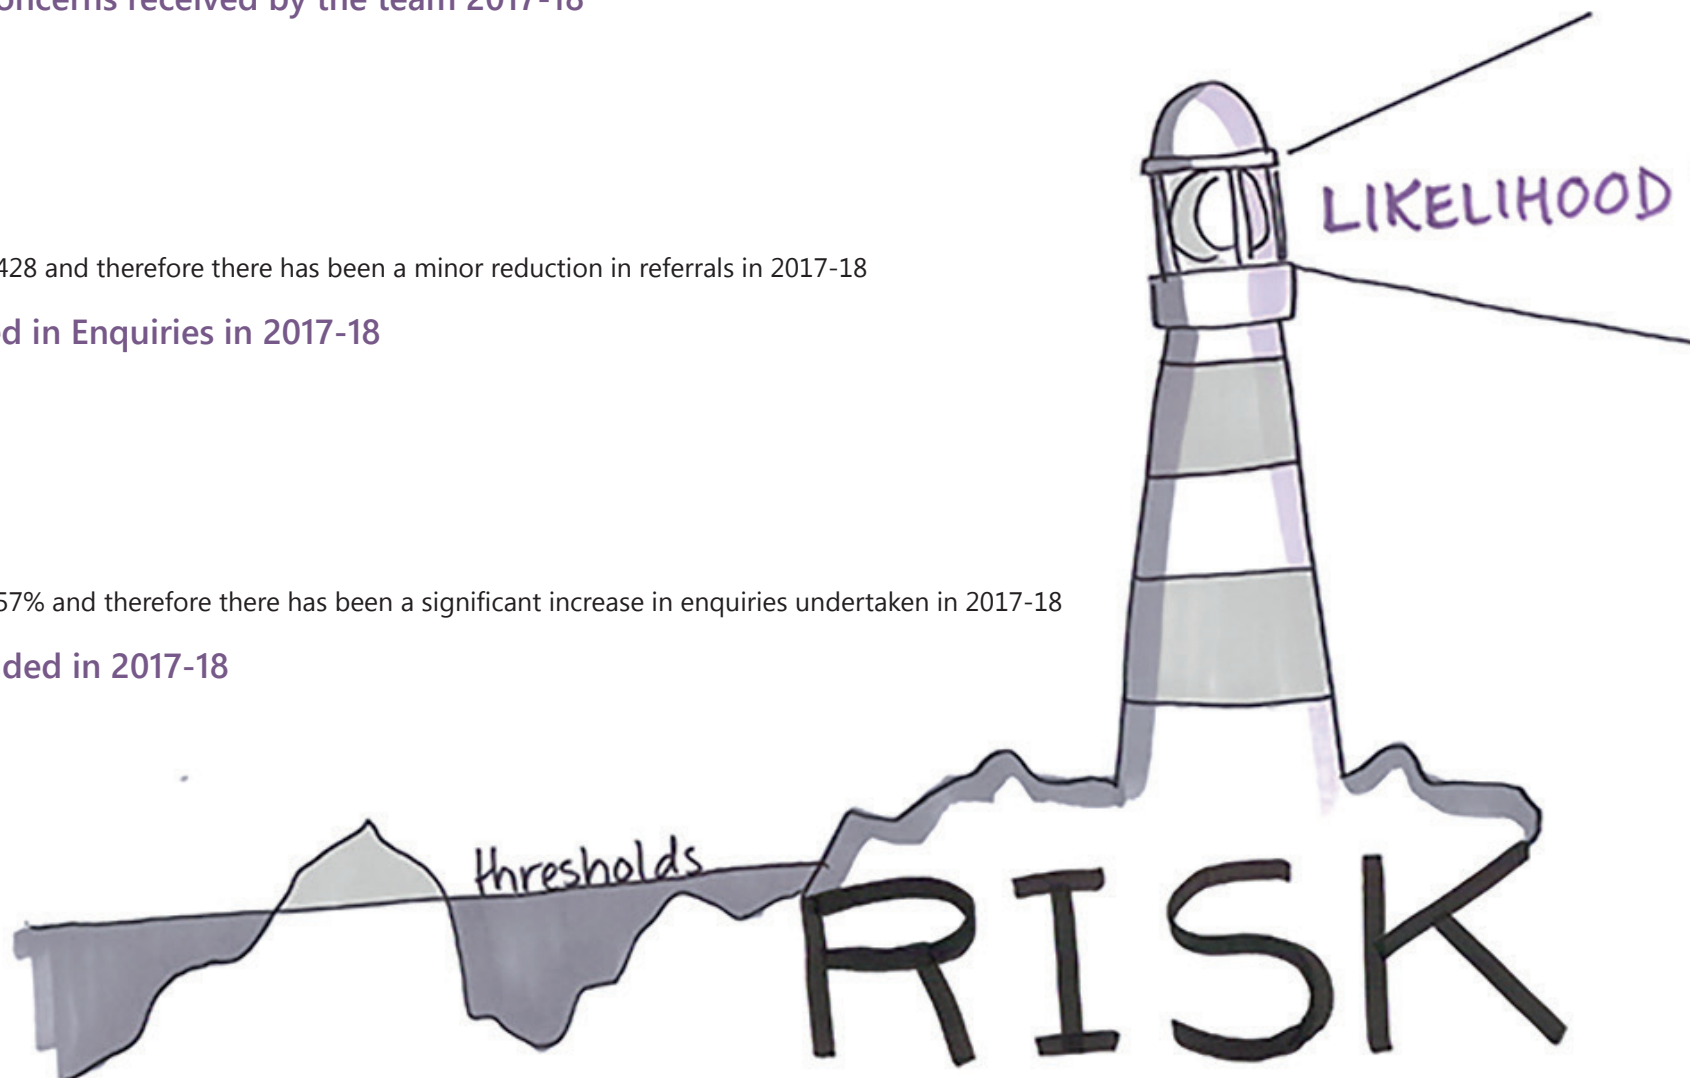 oncerns received by the team 2017-18
LIKELIHOOD
428 and therefore there has been a minor reduction in referrals in 2017-18
d in Enquiries in 2017-18
57% and therefore there has been a significant increase in enquiries undertaken in 2017-18
ded in 2017-18
thresholds
RISK